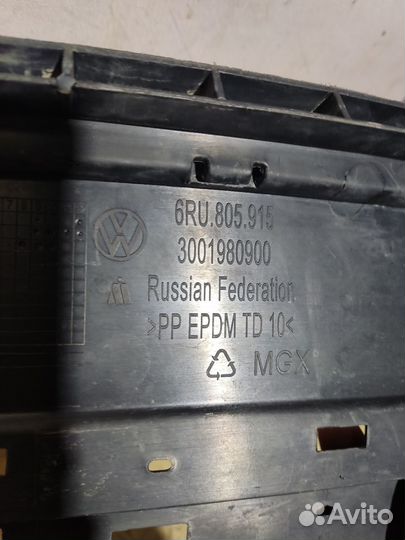 6RU.805.915
3001980900
Russian Federation
>PP EPDM TD 10<
MGX
Avito